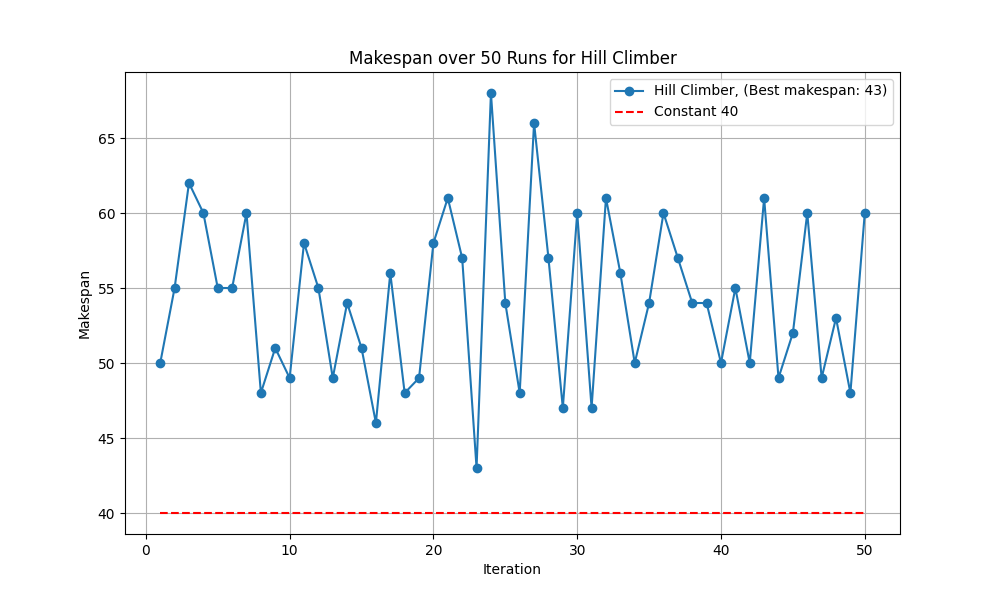 Makespan over 50 Runs for Hill Climber
Hill Climber, (Best makespan: 43)
Constant 40
Makespan
65
60
55
50
45
40
0 10 20 30 40 50
Iteration